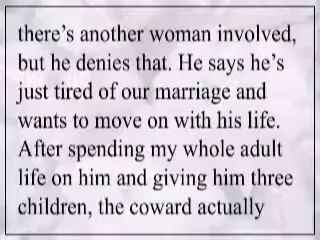 there's another woman involved,
but he denies that. He says he's
just tired of our marriage and
wants to move on with his life.
After spending my whole adult
life on him and giving him three
children, the coward actually